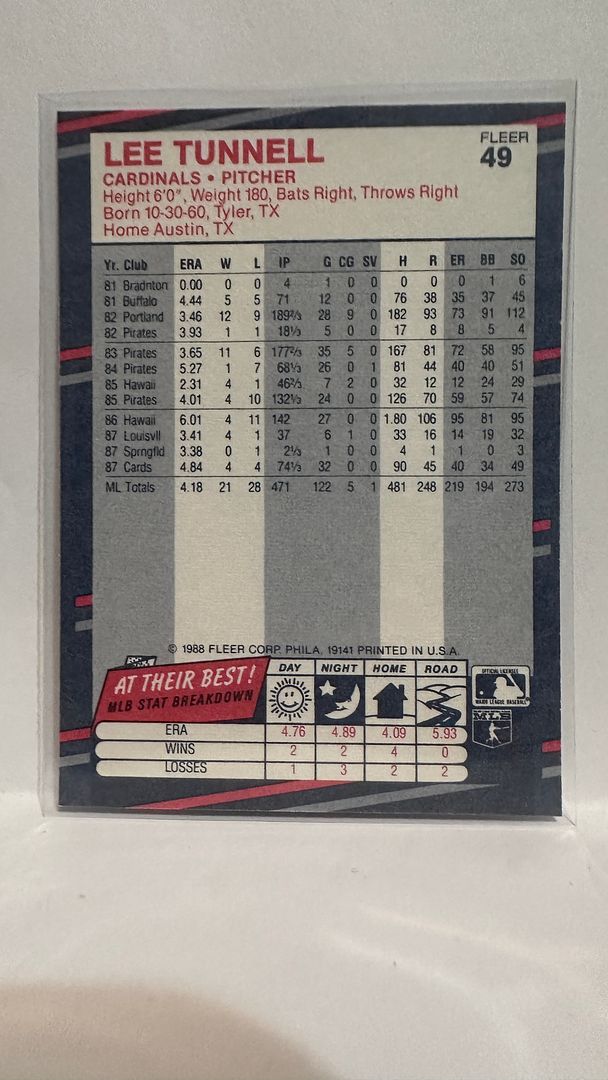 FLEER
49
LEE TUNNELL
CARDINALS • PITCHER
Height 6'0", Weight 180, Bats Right, Throws Right
Born 10-30-60, Tyler, TX
Home Austin, TX
Yr. Club ERA W L IP G CG SV H R ER BB SO
81 Bradnton 0.00 0 0 4 1 0 0 0 0 0 1 6
81 Buffalo 4.44 5 5 71 12 0 0 76 38 35 37 45
82 Portland 3.46 12 9 189⅔ 28 9 0 182 93 73 91 112
82 Pirates 3.93 1 1 18⅓ 5 0 0 17 8 8 5 4
83 Pirates 3.65 11 6 177⅔ 35 5 0 167 81 72 58 95
84 Pirates 5.27 1 7 68⅓ 26 0 1 81 44 40 40 51
85 Hawaii 2.31 4 1 46⅔ 7 2 0 32 12 12 24 29
85 Pirates 4.01 4 10 132⅓ 24 0 0 126 70 59 57 74
86 Hawaii 6.01 4 11 142 27 0 0 1.80 106 95 81 95
87 Louisvll 3.41 4 1 37 6 1 0 33 16 14 19 32
87 Sprngfld 3.38 0 1 2⅓ 1 0 0 4 1 1 0 3
87 Cards 4.84 4 4 74⅓ 32 0 0 90 45 40 34 49
ML Totals 4.18 21 28 471 122 5 1 481 248 219 194 273
© 1988 FLEER CORP. PHILA. 19141 PRINTED IN U.S.A.
AT THEIR BEST!
MLB STAT BREAKDOWN
DAY NIGHT HOME ROAD
ERA 4.76 4.89 4.09 5.93
WINS 2 2 4 0
LOSSES 1 3 2 2
OFFICIAL LICENSEE
MAJOR LEAGUE BASEBALL